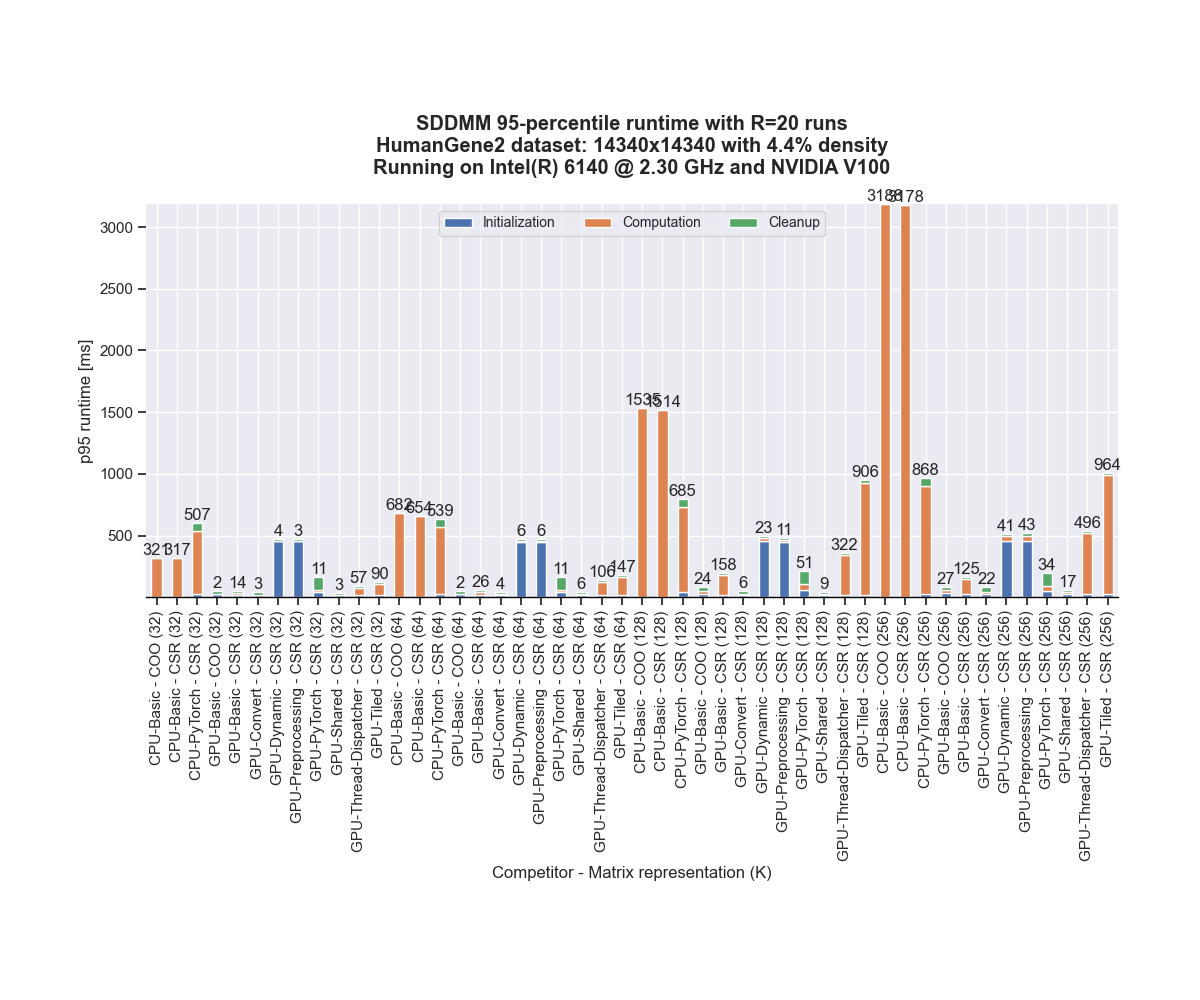 SDDMM 95-percentile runtime with R=20 runs
HumanGene2 dataset: 14340x14340 with 4.4% density
Running on Intel(R) 6140 @ 2.30 GHz and NVIDIA V100
Initialization
Computation
Cleanup
p95 runtime [ms]
3000
2500
2000
1500
1000
500
321
317
507
2
14
3
4
3
11
3
57
90
682
654
539
2
26
4
6
6
11
6
106
147
1535
1514
685
24
158
6
23
11
51
9
322
906
3188
3178
868
27
125
22
41
43
34
17
496
964
CPU-Basic - COO (32)
CPU-Basic - CSR (32)
CPU-PyTorch - CSR (32)
GPU-Basic - COO (32)
GPU-Basic - CSR (32)
GPU-Convert - CSR (32)
GPU-Dynamic - CSR (32)
GPU-Preprocessing - CSR (32)
GPU-PyTorch - CSR (32)
GPU-Shared - CSR (32)
GPU-Thread-Dispatcher - CSR (32)
GPU-Tiled - CSR (32)
CPU-Basic - COO (64)
CPU-Basic - CSR (64)
CPU-PyTorch - CSR (64)
GPU-Basic - COO (64)
GPU-Basic - CSR (64)
GPU-Convert - CSR (64)
GPU-Dynamic - CSR (64)
GPU-Preprocessing - CSR (64)
GPU-PyTorch - CSR (64)
GPU-Shared - CSR (64)
GPU-Thread-Dispatcher - CSR (64)
GPU-Tiled - CSR (64)
CPU-Basic - COO (128)
CPU-Basic - CSR (128)
CPU-PyTorch - CSR (128)
GPU-Basic - COO (128)
GPU-Basic - CSR (128)
GPU-Convert - CSR (128)
GPU-Dynamic - CSR (128)
GPU-Preprocessing - CSR (128)
GPU-PyTorch - CSR (128)
GPU-Shared - CSR (128)
GPU-Thread-Dispatcher - CSR (128)
GPU-Tiled - CSR (128)
CPU-Basic - COO (256)
CPU-Basic - CSR (256)
CPU-PyTorch - CSR (256)
GPU-Basic - COO (256)
GPU-Basic - CSR (256)
GPU-Convert - CSR (256)
GPU-Dynamic - CSR (256)
GPU-Preprocessing - CSR (256)
GPU-PyTorch - CSR (256)
GPU-Shared - CSR (256)
GPU-Thread-Dispatcher - CSR (256)
GPU-Tiled - CSR (256)
Competitor - Matrix representation (K)